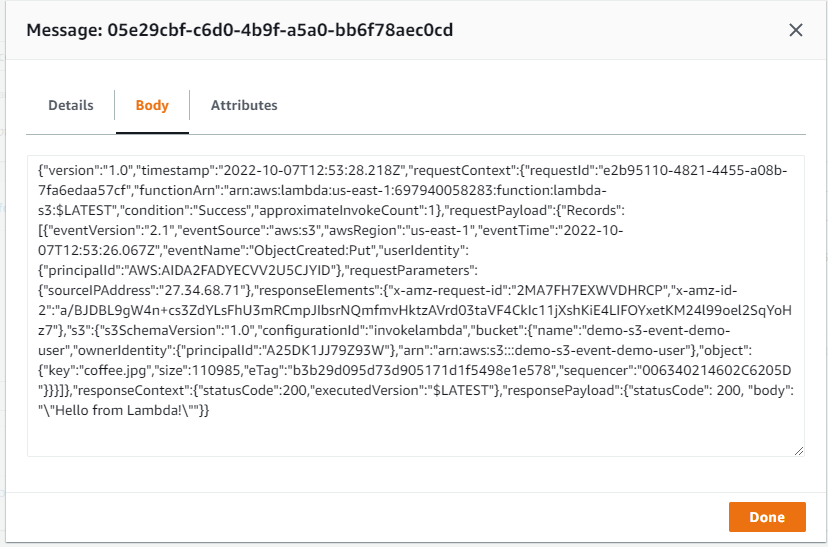 Message: 05e29cbf-c6d0-4b9f-a5a0-bb6f78aec0cd
Details
Body
Attributes
{"version":"1.0","timestamp":"2022-10-07T12:53:28.218Z","requestContext":{"requestId":"e2b95110-4821-4455-a08b-
7fa6edaa57cf","functionArn":"arn:aws:lambda:us-east-1:697940058283:function:lambda-
s3:$LATEST","condition":"Success","approximateInvokeCount":1},"requestPayload":{"Records":
[{"eventVersion":"2.1","eventSource":"aws:s3","awsRegion":"us-east-1","eventTime":"2022-10-
07T12:53:26.067Z","eventName":"ObjectCreated:Put","userIdentity":
{"principalId":"AWS:AIDA2FADYECVV2U5CJYID"},"requestParameters":
{"sourceIPAddress":"27.34.68.71"},"responseElements":{"x-amz-request-id":"2MA7FH7EXWVDHRCP","x-amz-id-
2":"a/BJDBL9gW4n+cs3ZdYLsFhU3mRCmpJIbsrNQmfmvHktzAVrd03taVF4CkIc11jXshKiE4LIFOYxetKM24l99oel2SqYoH
z7"},"s3":{"s3SchemaVersion":"1.0","configurationId":"invokelambda","bucket":{"name":"demo-s3-event-demo-
user","ownerIdentity":{"principalId":"A25DK1JJ79Z93W"},"arn":"arn:aws:s3:::demo-s3-event-demo-user"},"object":
{"key":"coffee.jpg","size":110985,"eTag":"b3b29d095d73d905171d1f5498e1e578","sequencer":"006340214602C6205D
"}}}]},"responseContext":{"statusCode":200,"executedVersion":"$LATEST"},"responsePayload":{"statusCode": 200, "body":
"\"Hello from Lambda!\""}}
Done